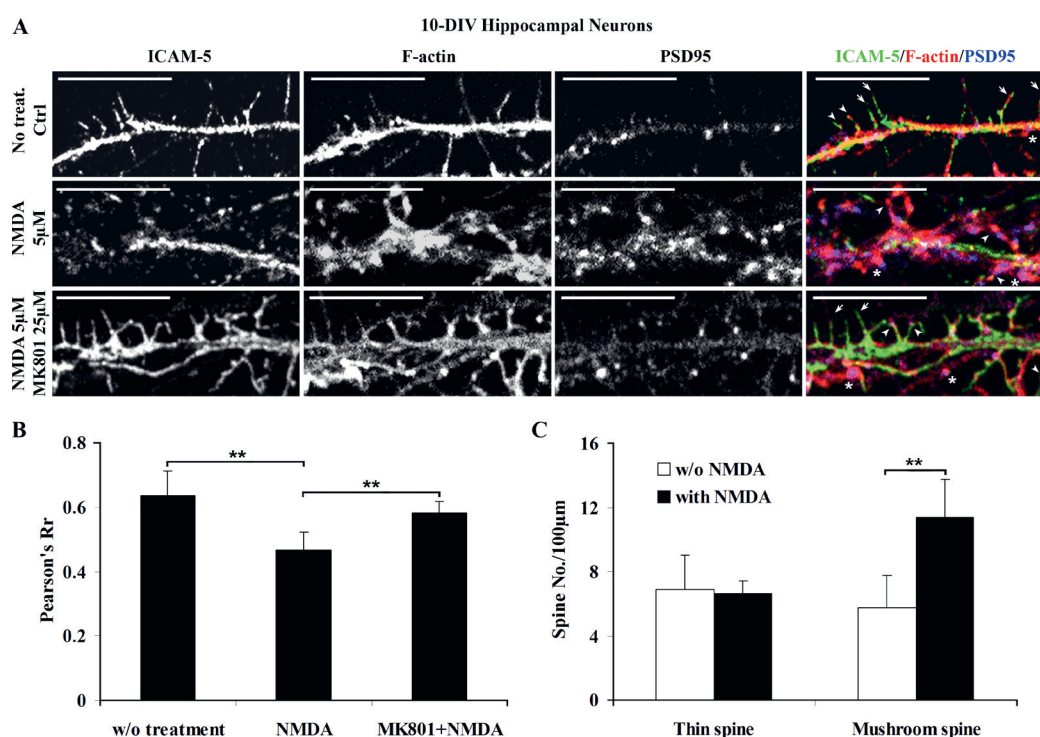 A
10-DIV Hippocampal Neurons
ICAM-5 F-actin PSD95 ICAM-5/F-actin/PSD95
No treat.
Ctrl
*
NMDA
5μM
* *
NMDA 5μM
MK801 25μM
* *
B
Pearson's Rr
0.8
0.6
0.4
0.2
0
**
**
w/o treatment NMDA MK801+NMDA
C
Spine No./100μm
16
12
8
4
0
w/o NMDA
with NMDA
**
Thin spine Mushroom spine